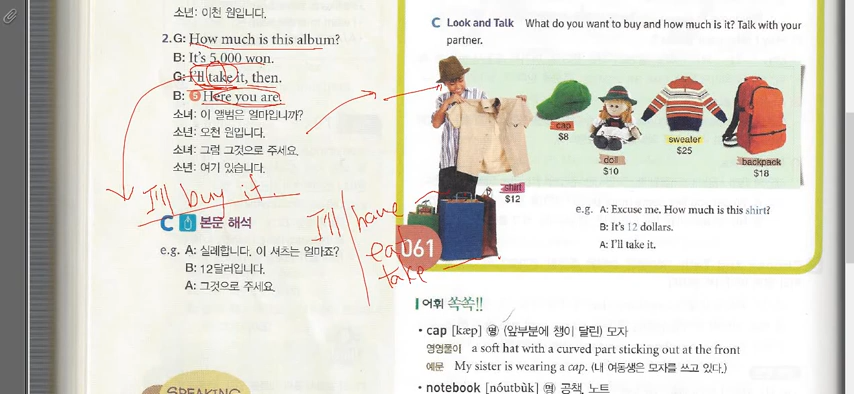 소년: 이천 원입니다.
2. G: How much is this album?
B: It's 5,000 won.
G: I'll take it, then.
B: ⑤ Here you are.
소녀: 이 앨범은 얼마입니까?
소년: 오천 원입니다.
소녀: 그럼 그것으로 주세요.
소년: 여기 있습니다.
I'll buy it.
C 본문 해석
e.g. A: 실례합니다. 이 셔츠는 얼마죠?
B: 12달러입니다.
A: 그것으로 주세요.
SPEAKING
C Look and Talk What do you want to buy and how much is it? Talk with your
partner.
cap
$8
doll
$10
sweater
$25
backpack
$18
shirt
$12
e.g. A: Excuse me. How much is this shirt?
B: It's 12 dollars.
A: I'll take it.
I'll have
eat
take
061
어휘 쏙쏙!!
• cap [kæp] 명 (앞부분에 챙이 달린) 모자
영영풀이 a soft hat with a curved part sticking out at the front
예문 My sister is wearing a cap. (내 여동생은 모자를 쓰고 있다.)
• notebook [nóutbùk] 명 공책, 노트